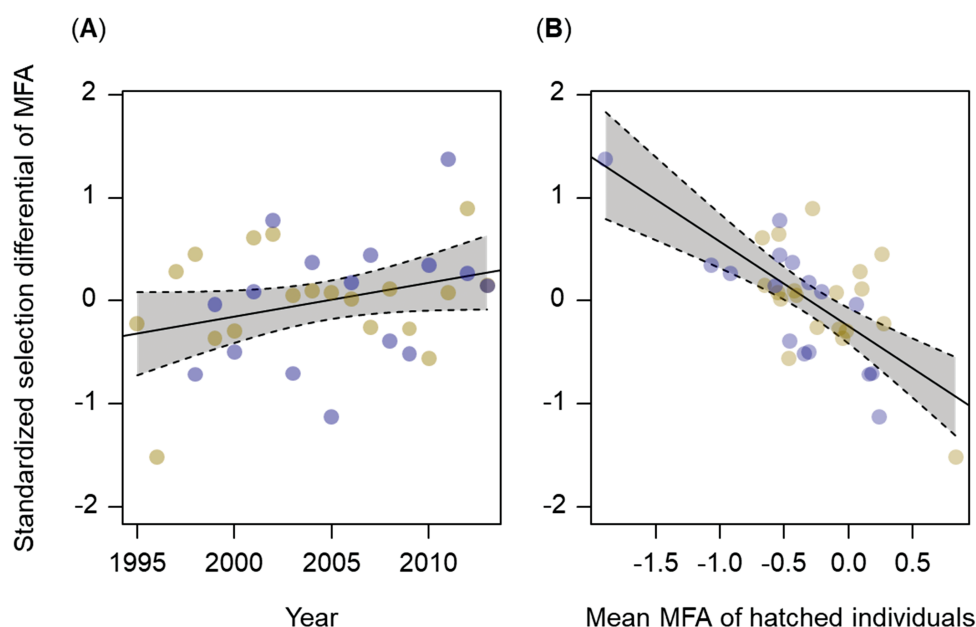 (A)
(B)
Standardized selection differential of MFA
2
1
0
-1
-2
1995 2000 2005 2010
Year
2
1
0
-1
-2
-1.5 -1.0 -0.5 0.0 0.5
Mean MFA of hatched individuals